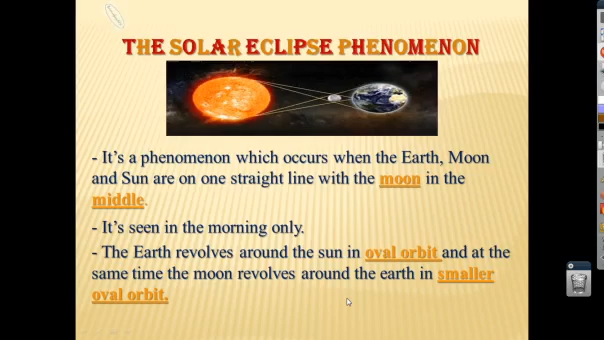 THE SOLAR ECLIPSE PHENOMENON
- It’s a phenomenon which occurs when the Earth, Moon
and Sun are on one straight line with the moon in the
middle.
- It’s seen in the morning only.
- The Earth revolves around the sun in oval orbit and at the
same time the moon revolves around the earth in smaller
oval orbit.